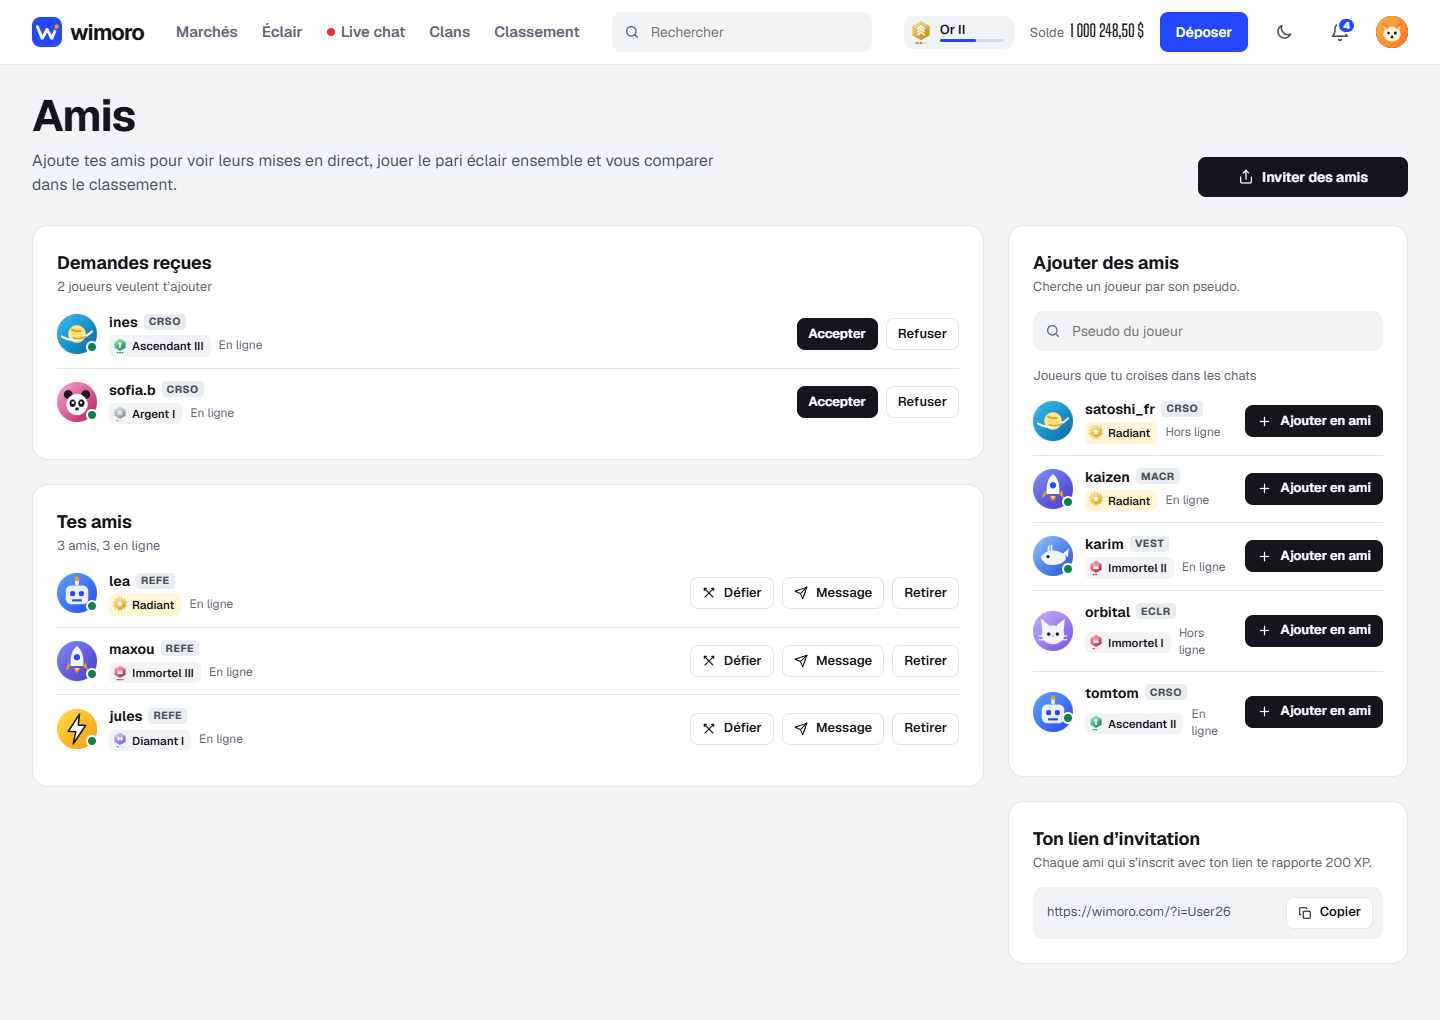 wimoro
Marchés
Éclair
Live chat
Clans
Classement
Rechercher
Or II
Solde 1 000 248,50 $
Déposer
4
Amis
Ajoute tes amis pour voir leurs mises en direct, jouer le pari éclair ensemble et vous comparer
dans le classement.
Inviter des amis
Demandes reçues
2 joueurs veulent t'ajouter
ines CRSO
Ascendant III En ligne
Accepter
Refuser
sofia.b CRSO
Argent I En ligne
Accepter
Refuser
Tes amis
3 amis, 3 en ligne
lea REFE
Radiant En ligne
Défier
Message
Retirer
maxou REFE
Immortel III En ligne
Défier
Message
Retirer
jules REFE
Diamant I En ligne
Défier
Message
Retirer
Ajouter des amis
Cherche un joueur par son pseudo.
Pseudo du joueur
Joueurs que tu croises dans les chats
satoshi_fr CRSO
Radiant Hors ligne
Ajouter en ami
kaizen MACR
Radiant En ligne
Ajouter en ami
karim VEST
Immortel II En ligne
Ajouter en ami
orbital ECLR
Immortel I Hors
ligne
Ajouter en ami
tomtom CRSO
Ascendant II En
ligne
Ajouter en ami
Ton lien d’invitation
Chaque ami qui s’inscrit avec ton lien te rapporte 200 XP.
https://wimoro.com/?i=User26
Copier